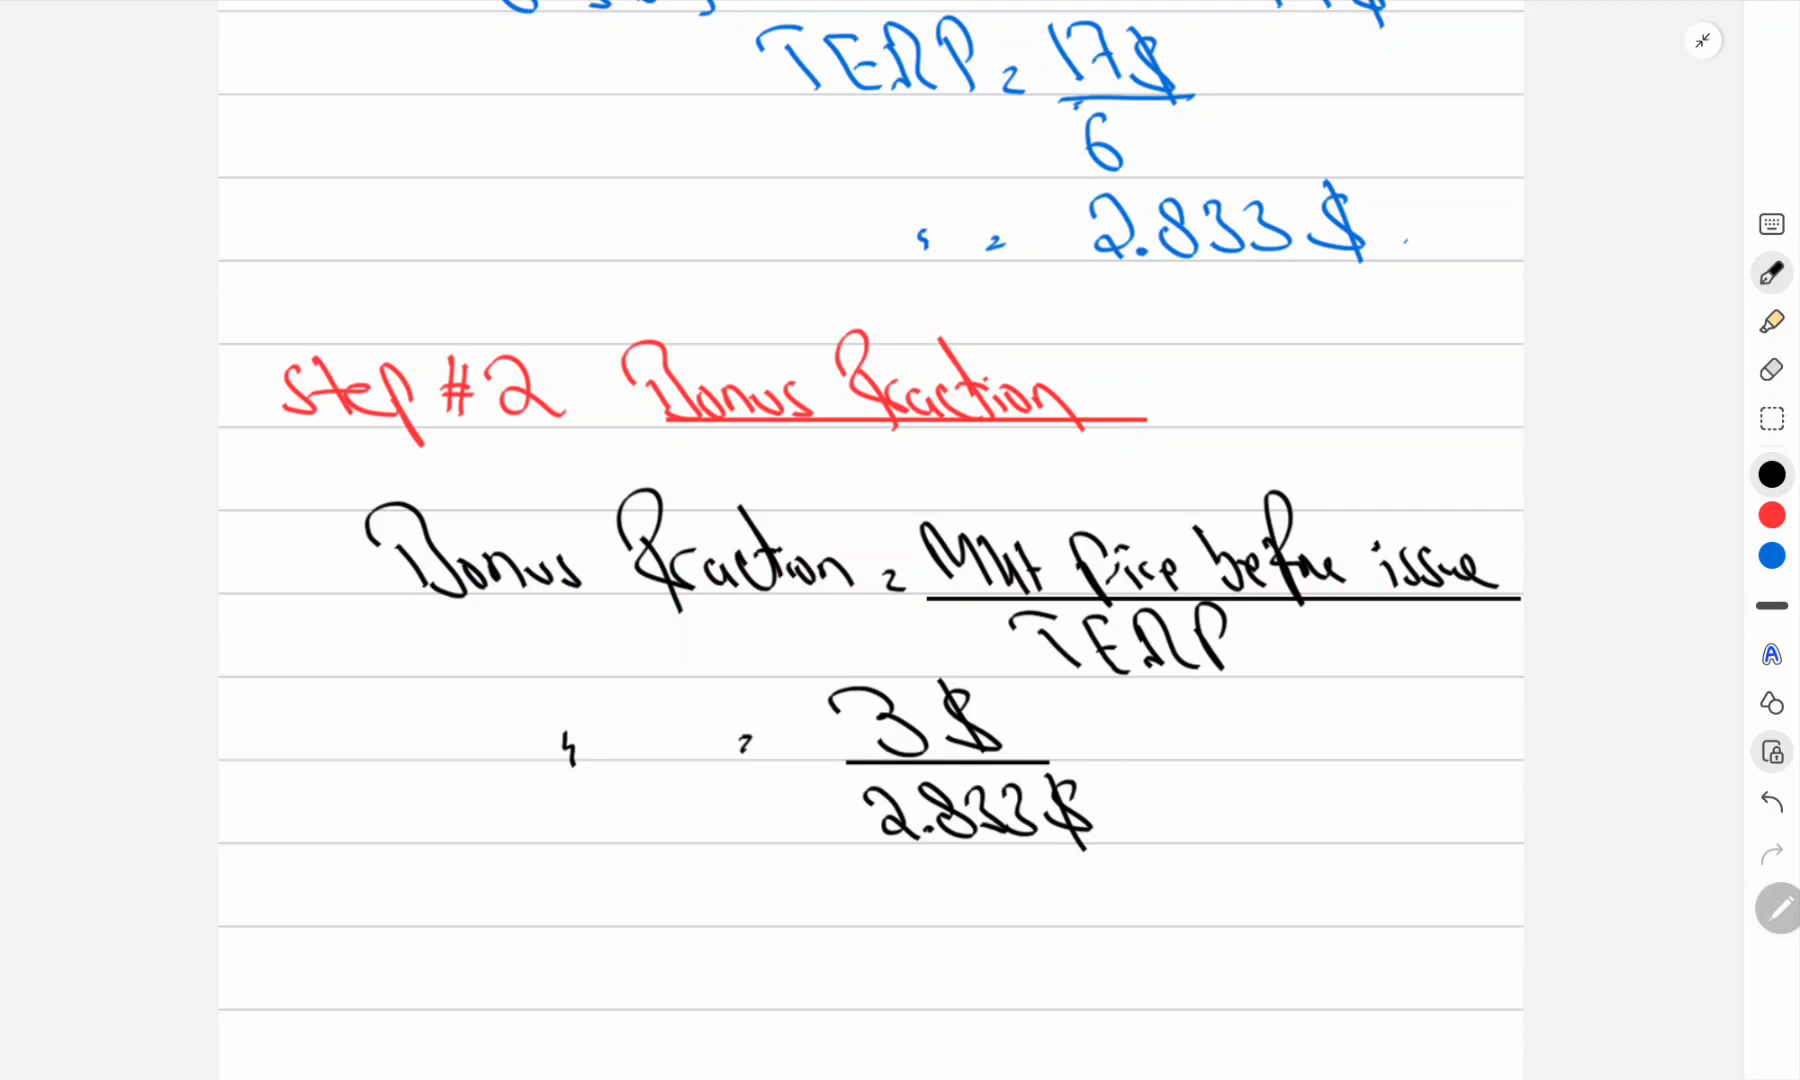 TERP = 17$
6
" = 2.833 $
Step #2 Bonus Fraction
Bonus Fraction = Mkt Price before issue
TERP
" = 3 $
2.833 $